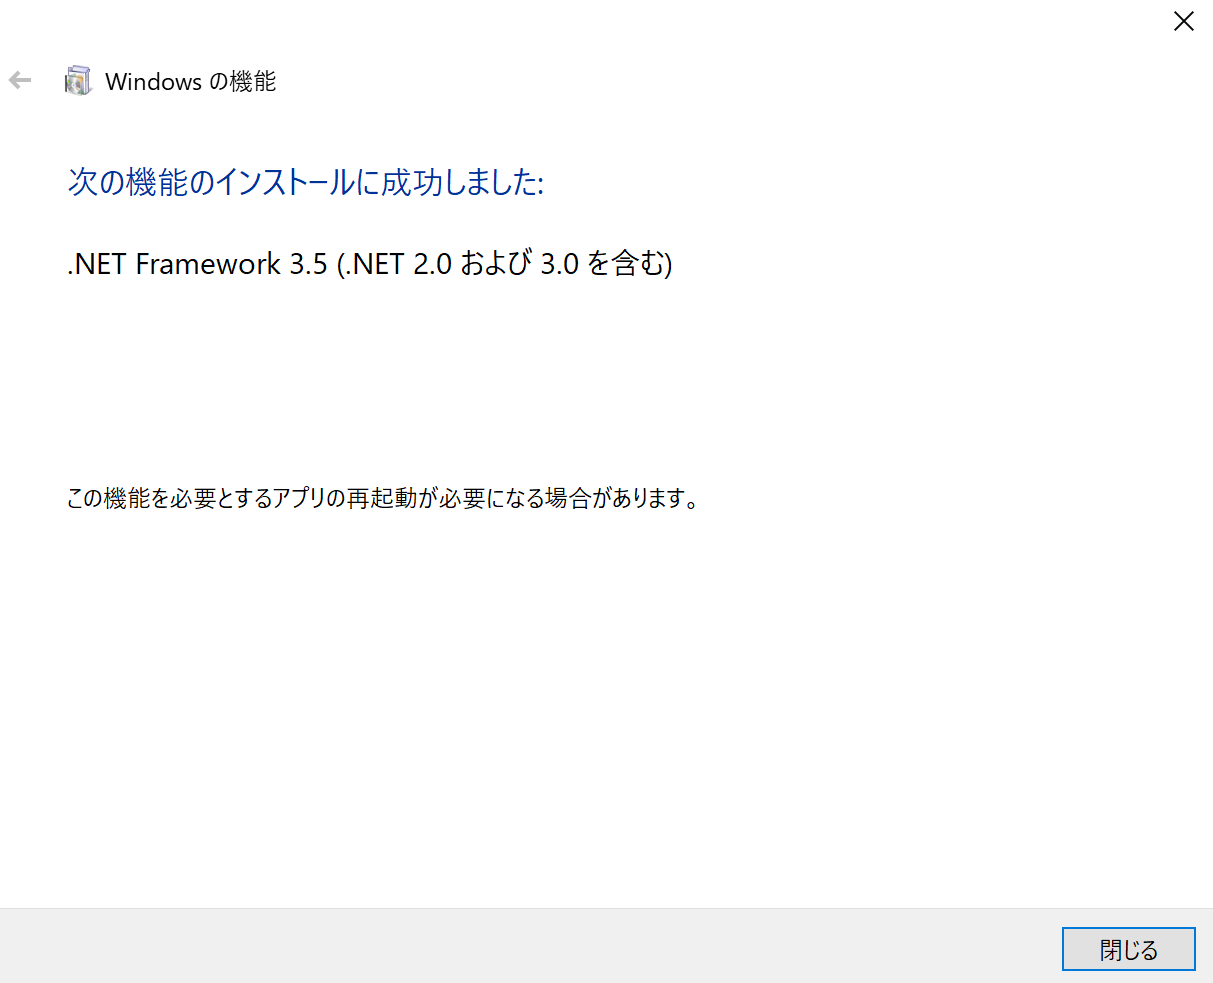 Windows の機能
次の機能のインストールに成功しました:
.NET Framework 3.5 (.NET 2.0 および 3.0 を含む)
この機能を必要とするアプリの再起動が必要になる場合があります。
閉じる